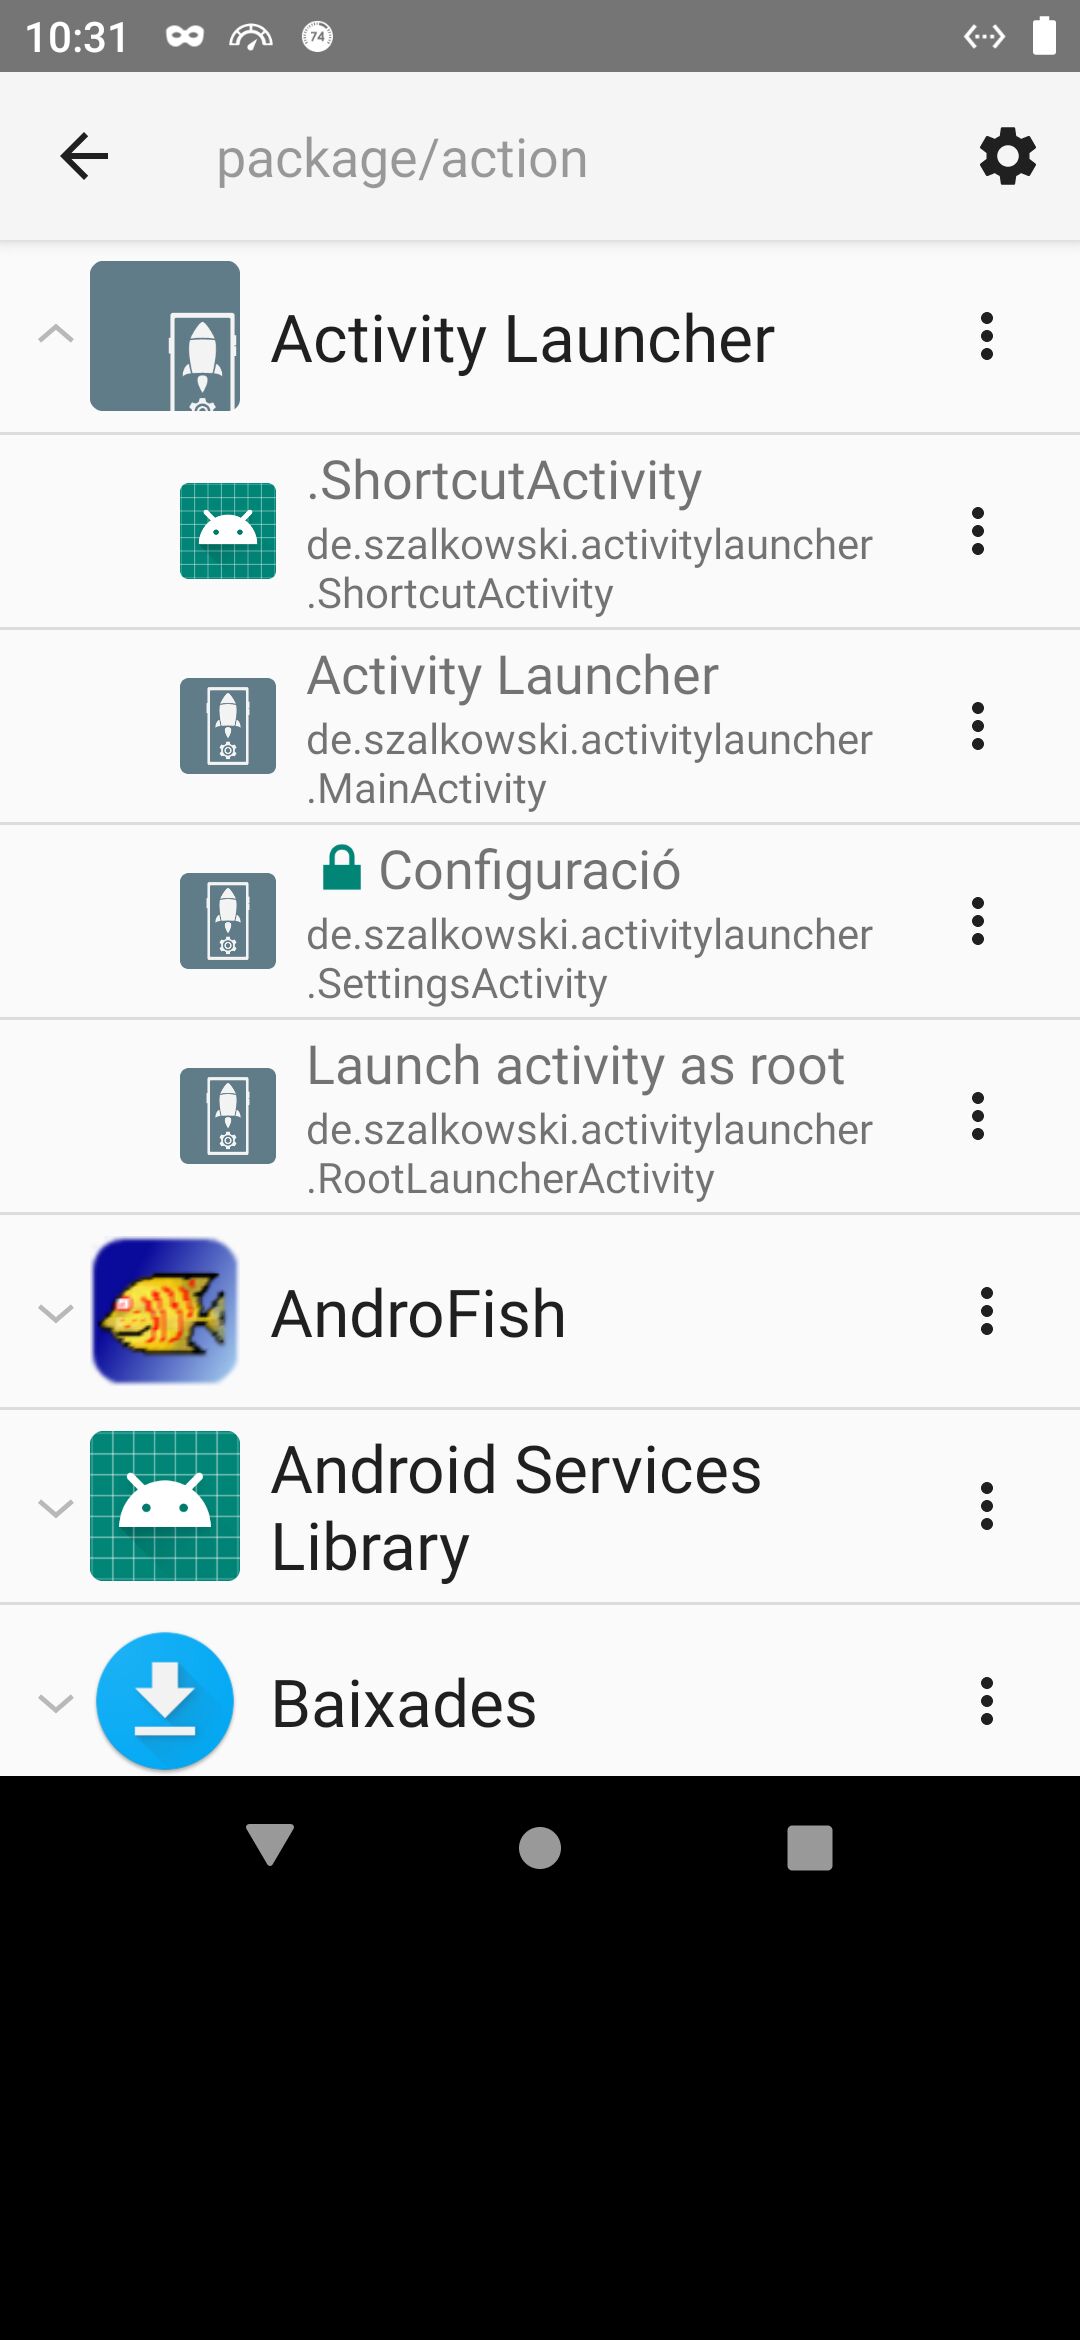 10:31
74
package/action
Activity Launcher
.ShortcutActivity
de.szalkowski.activitylauncher
.ShortcutActivity
Activity Launcher
de.szalkowski.activitylauncher
.MainActivity
Configuració
de.szalkowski.activitylauncher
.SettingsActivity
Launch activity as root
de.szalkowski.activitylauncher
.RootLauncherActivity
AndroFish
Android Services
Library
Baixades